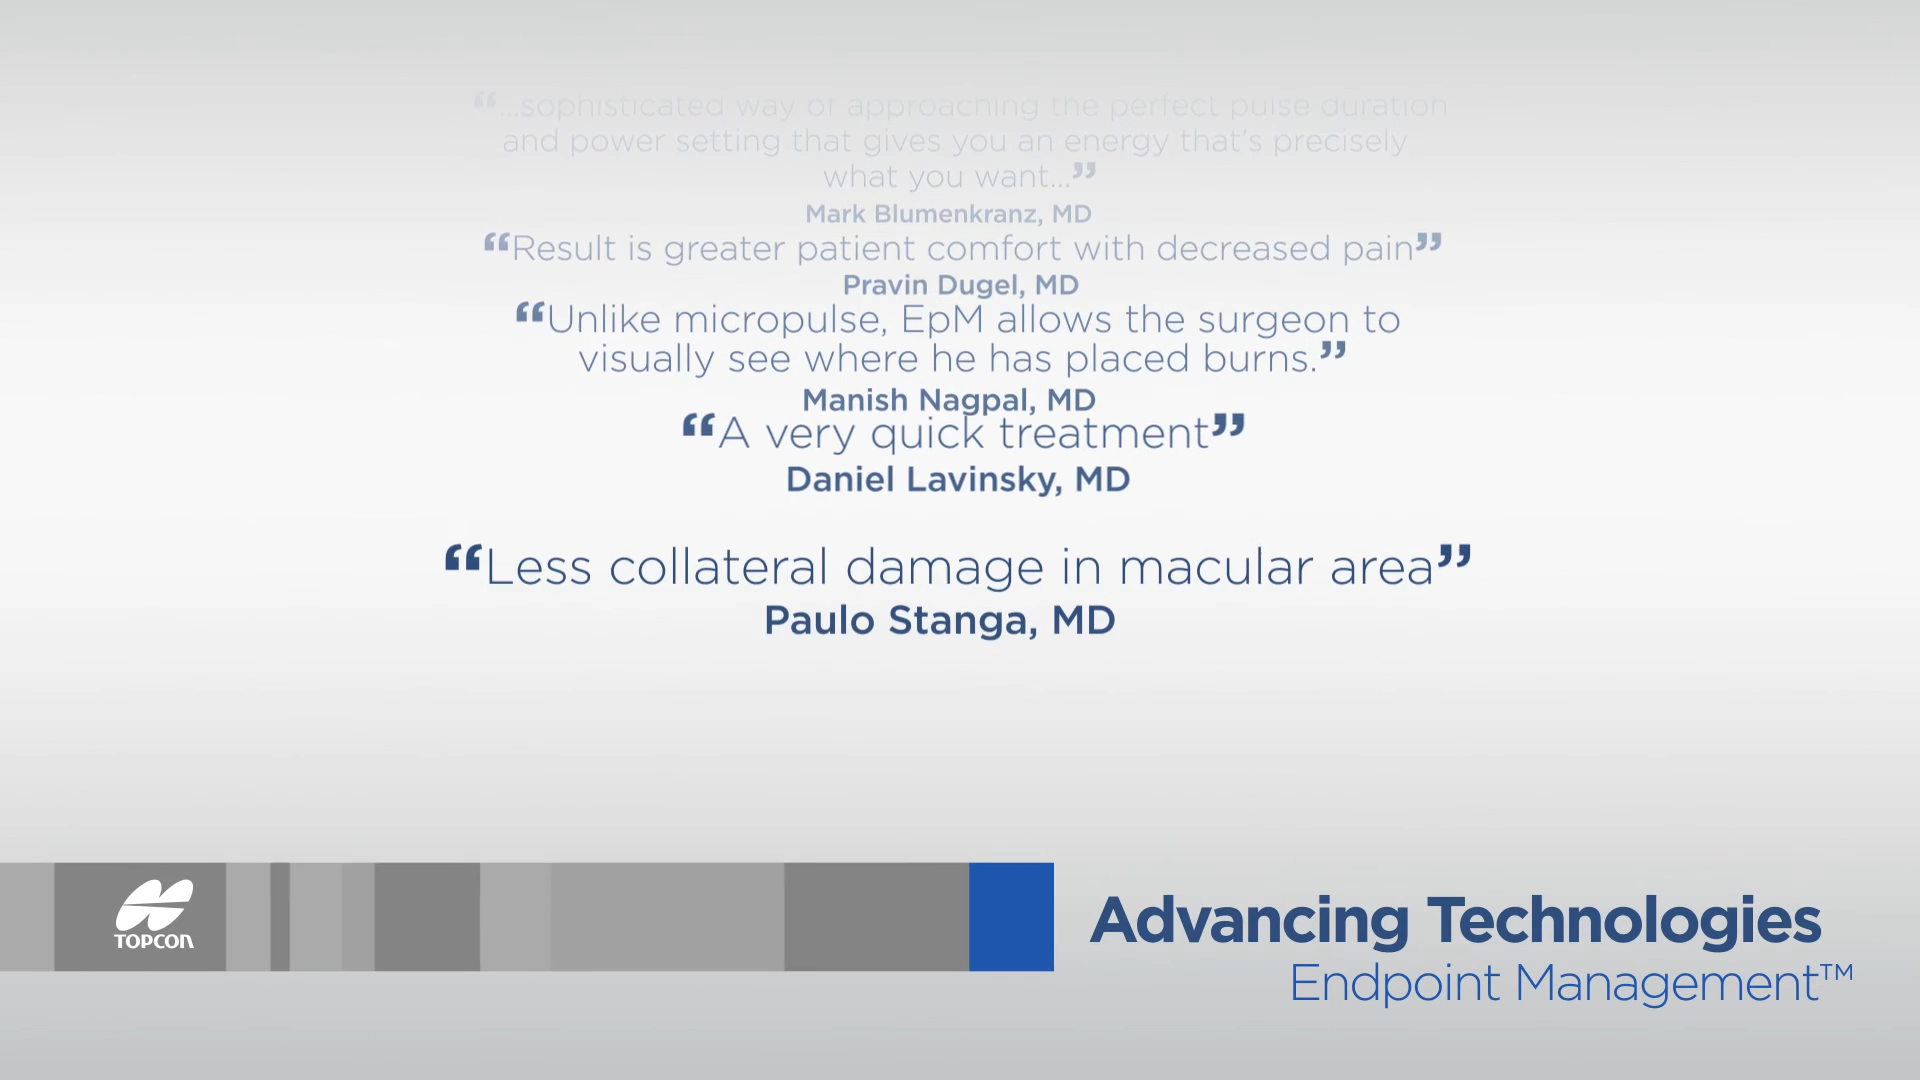 “...sophisticated way of approaching the perfect pulse duration
and power setting that gives you an energy that’s precisely
what you want...”
Mark Blumenkranz, MD
“Result is greater patient comfort with decreased pain”
Pravin Dugel, MD
“Unlike micropulse, EpM allows the surgeon to
visually see where he has placed burns.”
Manish Nagpal, MD
“A very quick treatment”
Daniel Lavinsky, MD
“Less collateral damage in macular area”
Paulo Stanga, MD
TOPCON
Advancing Technologies
Endpoint Management™